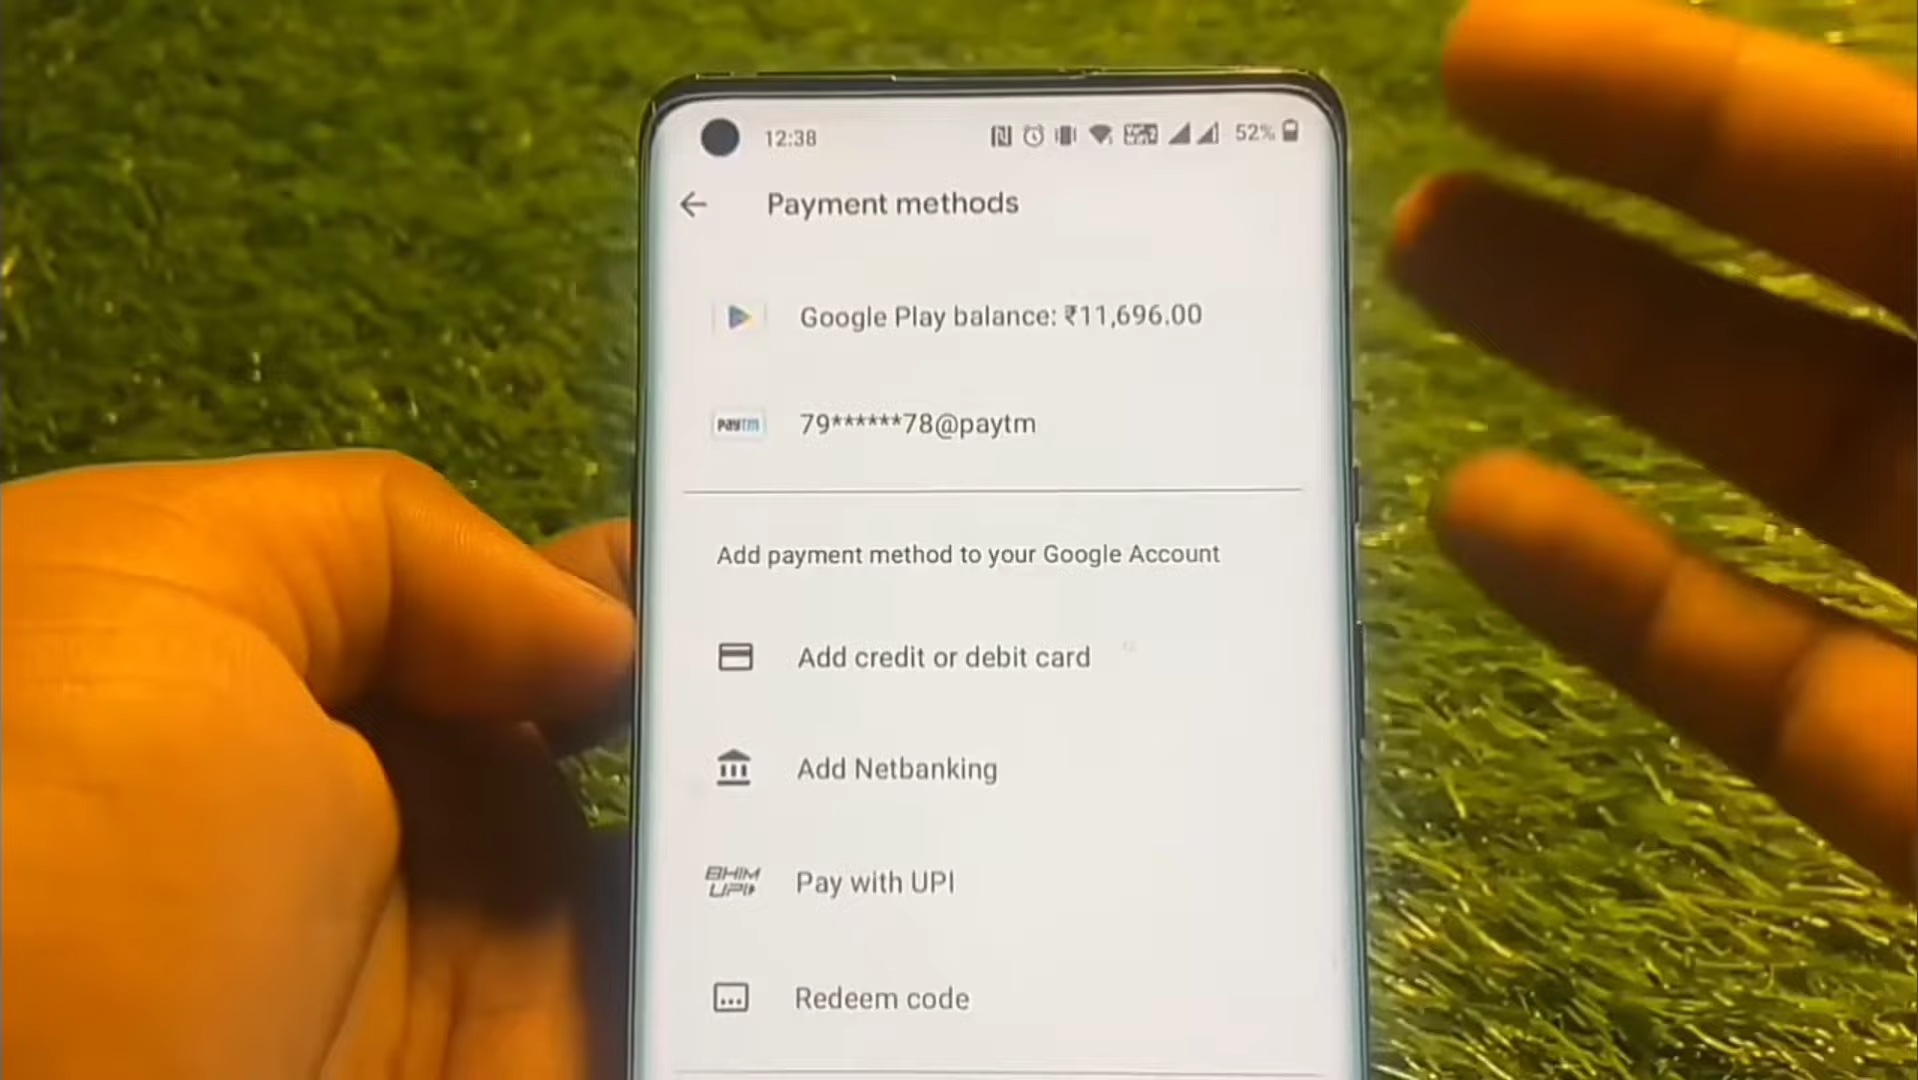 12:38
52%
Payment methods
Google Play balance: ₹11,696.00
paytm
79******78@paytm
Add payment method to your Google Account
Add credit or debit card
Add Netbanking
BHIM
UPI
Pay with UPI
Redeem code